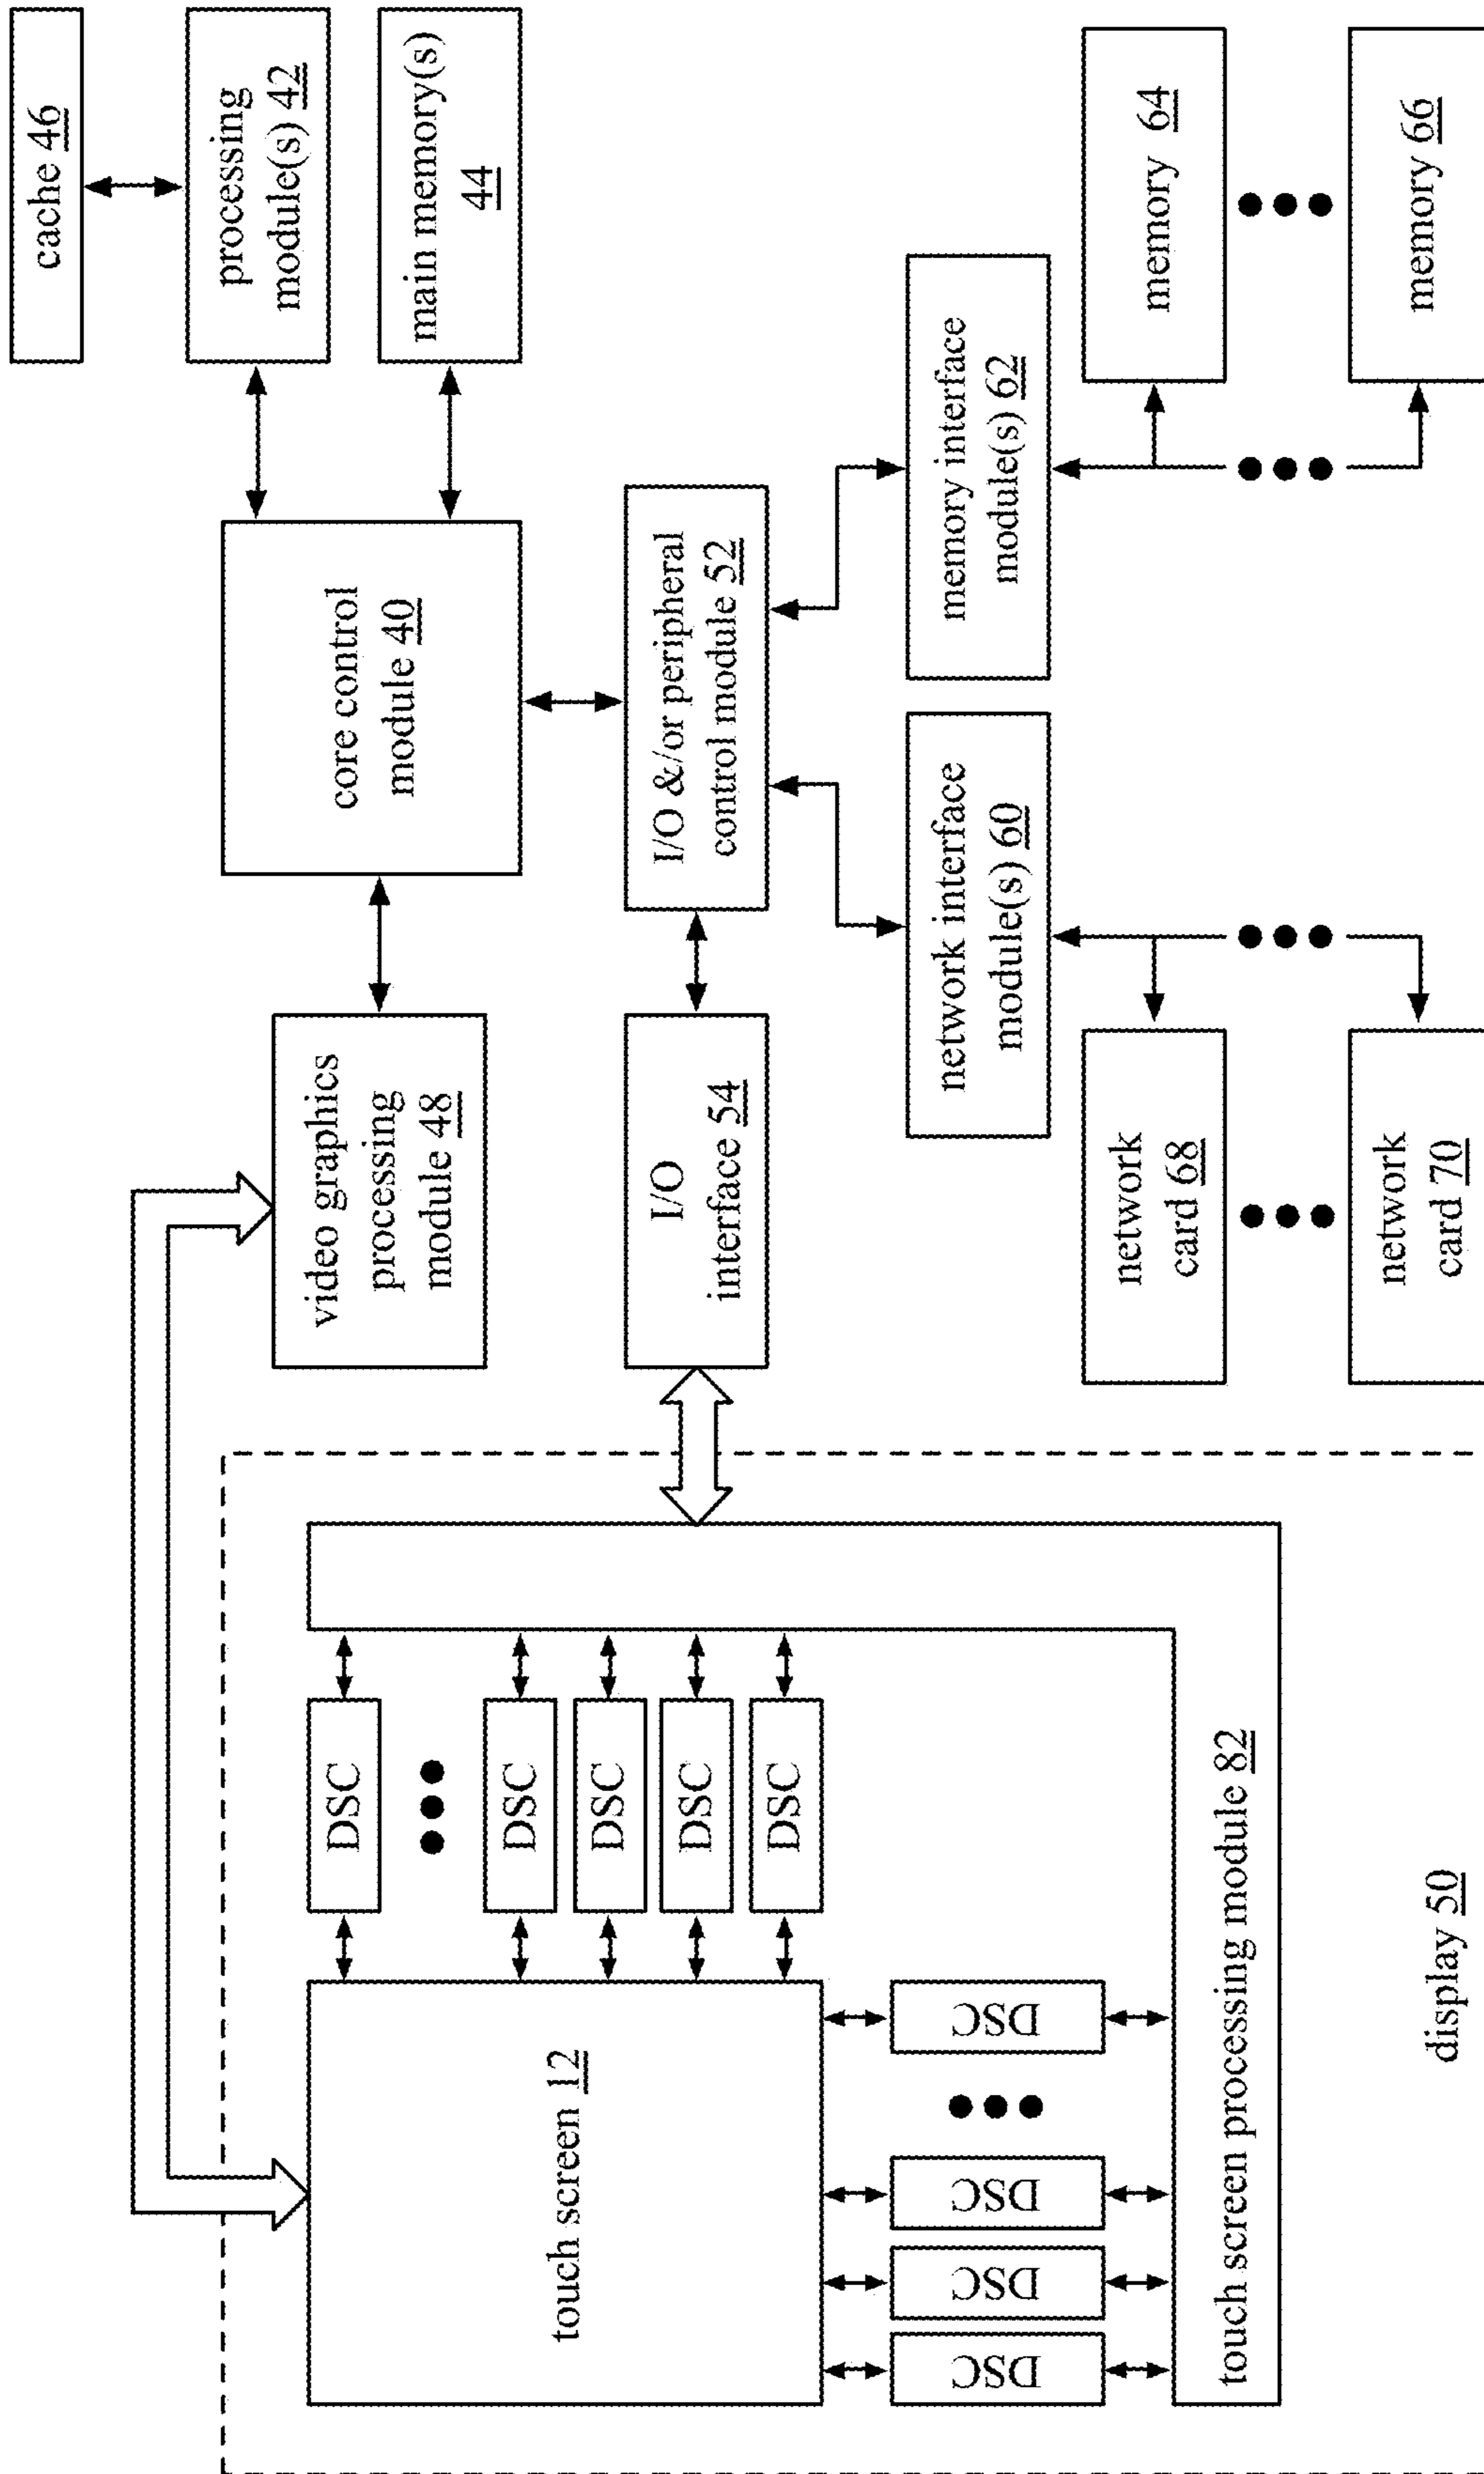 cache 46
processing
module(s) 42
main memory(s)
44
core control
module 40
video graphics
processing
module 48
I/O &/or peripheral
control module 52
I/O
interface 54
memory interface
module(s) 62
network interface
module(s) 60
memory 64
memory 66
network
card 68
network
card 70
touch screen 12
DSC
DSC
DSC
DSC
DSC
DSC
DSC
DSC
DSC
touch screen processing module 82
display 50